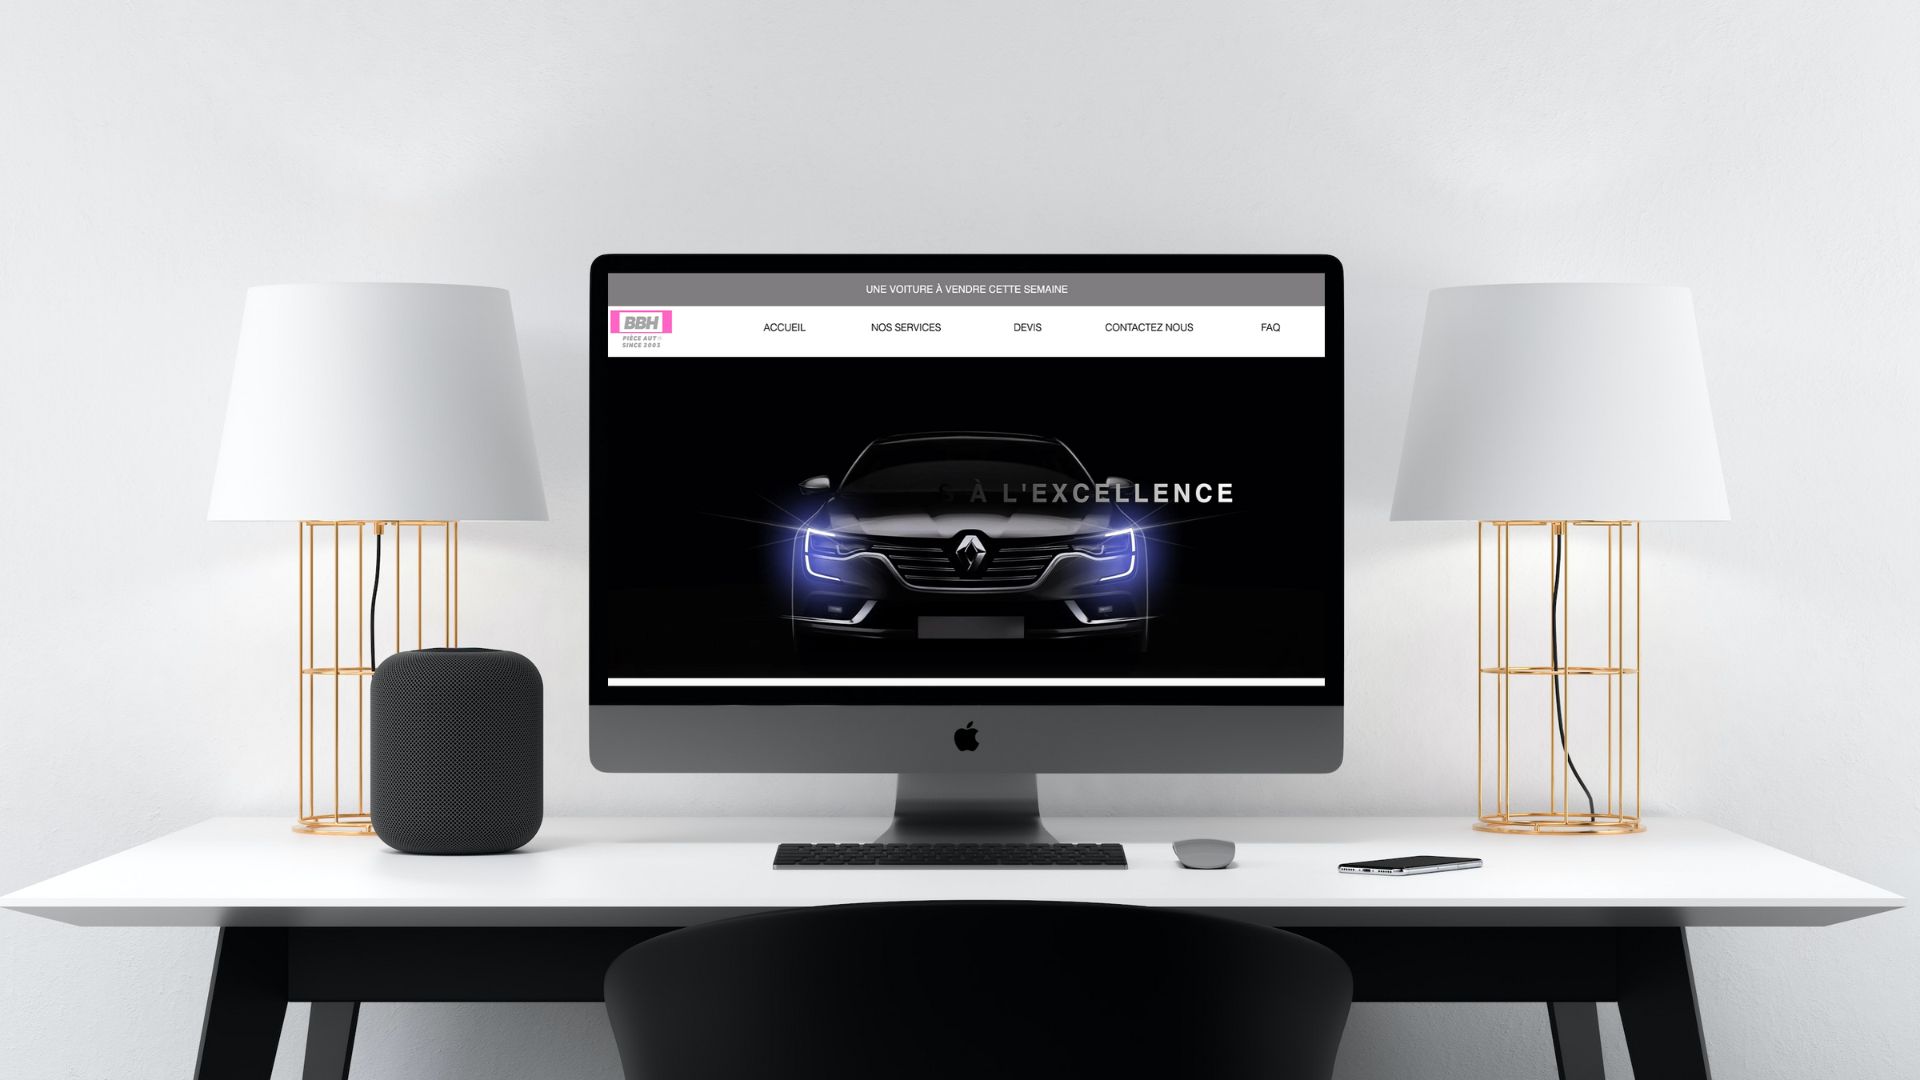 UNE VOITURE À VENDRE CETTE SEMAINE
BBH
PIÈCE AUTO
SINCE 2003
ACCUEIL NOS SERVICES DEVIS CONTACTEZ NOUS FAQ
S À L'EXCELLENCE